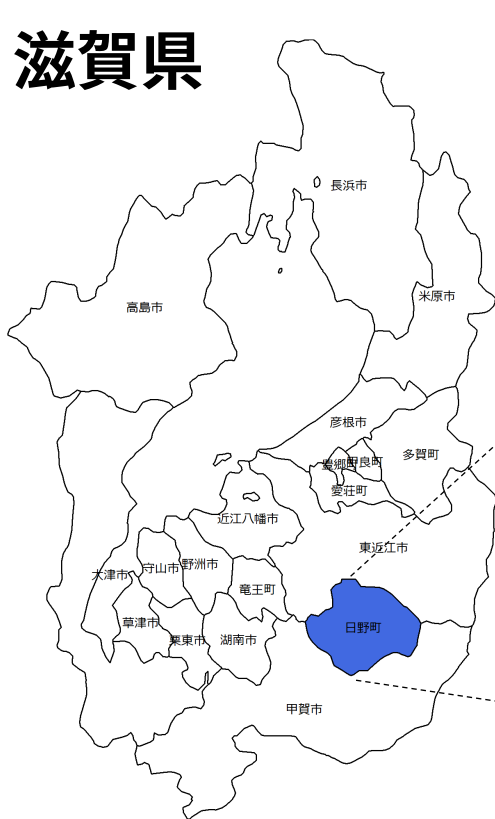 滋賀県
長浜市
米原市
高島市
彦根市
多賀町
豊郷町
甲良町
愛荘町
近江八幡市
東近江市
野洲市
守山市
大津市
竜王町
草津市
日野町
栗東市
湖南市
甲賀市